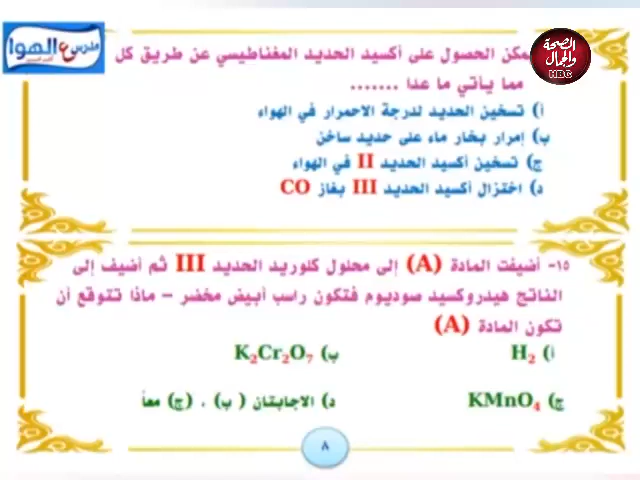 مدرس ع الهوا
الصحة
والجمال
HBG
يمكن الحصول على أكسيد الحديد المغناطيسي عن طريق كل
مما يأتي ما عدا .......
أ) تسخين الحديد لدرجة الاحمرار في الهواء
ب) إمرار بخار ماء على حديد ساخن
ج) تسخين أكسيد الحديد II في الهواء
د) اختزال أكسيد الحديد III بغاز CO
١٥- أضيفت المادة (A) إلى محلول كلوريد الحديد III ثم أضيف إلى
الناتج هيدروكسيد صوديوم فتكون راسب أبيض مخضر – ماذا تتوقع أن
تكون المادة (A)
أ) H₂ ب) K₂Cr₂O₇
ج) KMnO₄ د) الاجابقان ( ب) ، (ج) معاً
٨